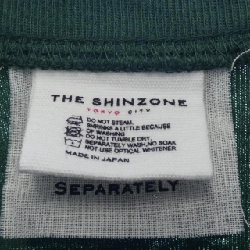 THE SHINZONE
TOKYO CITY
DO NOT STEAM.
SHRINKS A LITTLE BECAUSE
OF WASHING
DO NOT TUMBLE DRY.
SEPARATELY WASH, NO SOAK
NOT USE OPTICAL WHITENER
MADE IN JAPAN
SEPARATELY